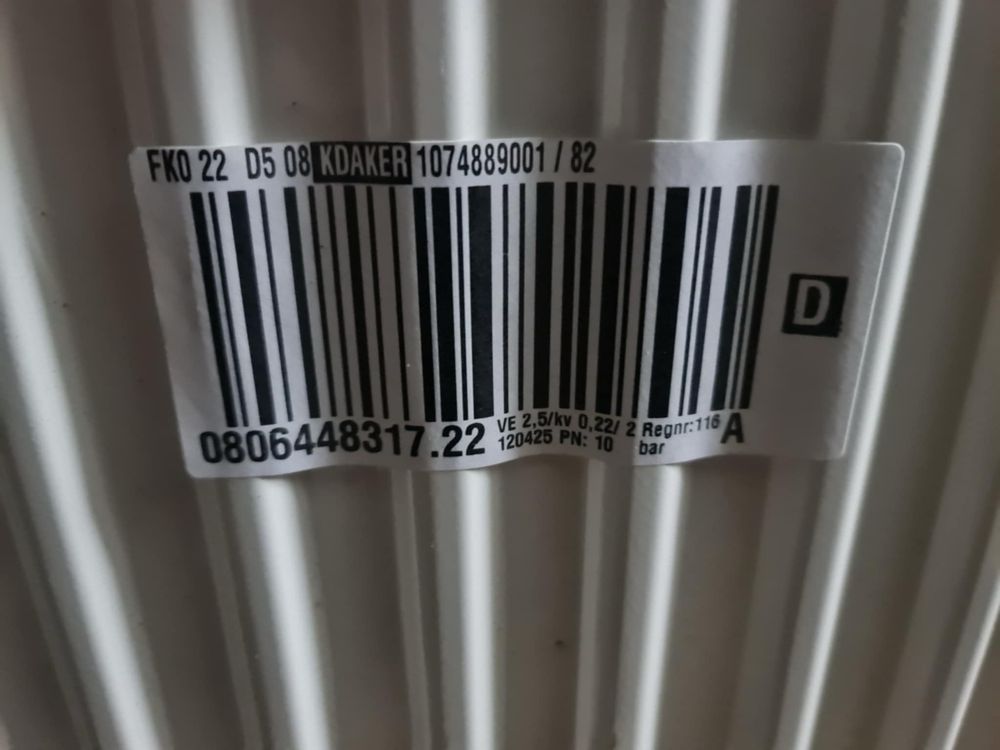 FK0 22 D5 08 KDAKER 1074889001 / 82
D
0806448317.22
VE 2,5/kv 0,22/ 2 Regnr:116 A
120425 PN: 10 bar